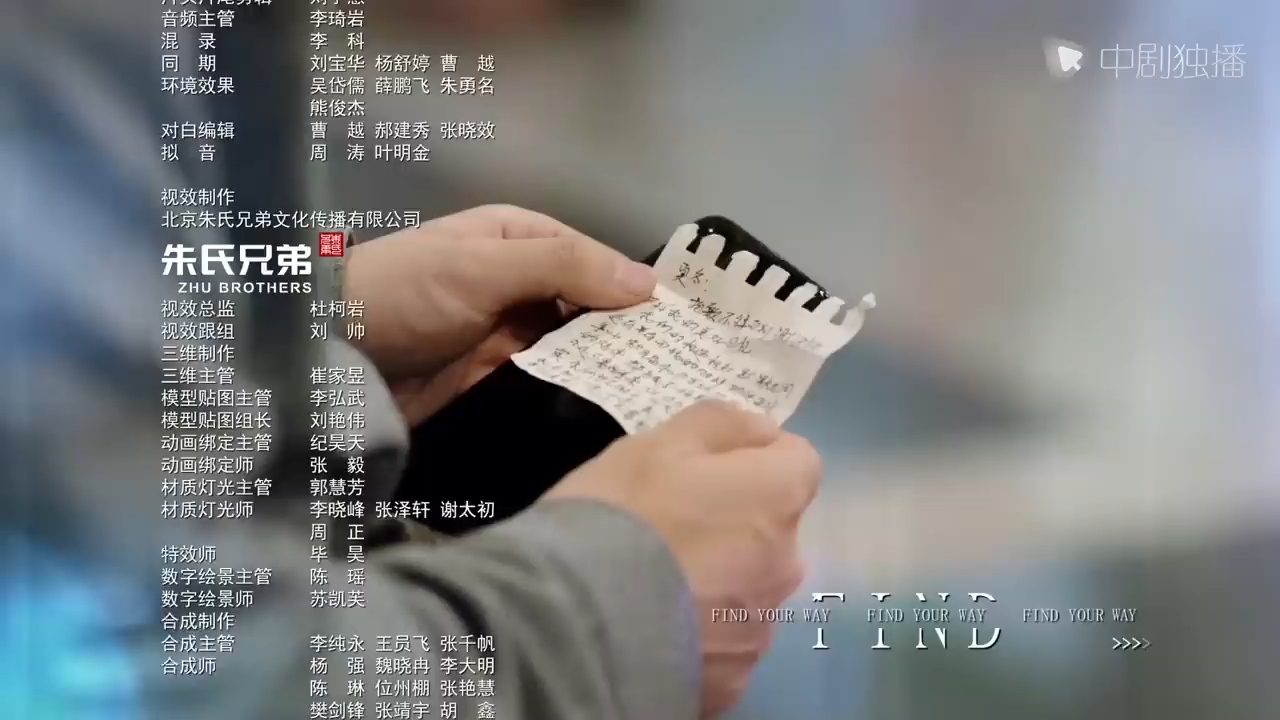 音频主管 李琦岩
混 录 李 科
同 期 刘宝华 杨舒婷 曹 越
环境效果 吴岱儒 薛鹏飞 朱勇名
熊俊杰
对白编辑 曹 越 郝建秀 张晓效
拟 音 周 涛 叶明金
视效制作
北京朱氏兄弟文化传播有限公司
朱氏兄弟
ZHU BROTHERS
视效总监 杜柯岩
视效跟组 刘 帅
三维制作
三维主管 崔家昱
模型贴图主管 李弘武
模型贴图组长 刘艳伟
动画绑定主管 纪昊天
动画绑定师 张 毅
材质灯光主管 郭慧芳
材质灯光师 李晓峰 张泽轩 谢太初
周 正
特效师 毕 昊
数字绘景主管 陈 瑶
数字绘景师 苏凯芙
合成制作
合成主管 李纯永 王员飞 张千帆
合成师 杨 强 魏晓冉 李大明
陈 琳 位州棚 张艳慧
樊剑锋 张靖宇 胡 鑫
中剧独播
FIND YOUR WAY FIND YOUR WAY FIND YOUR WAY
FIND
>>>>